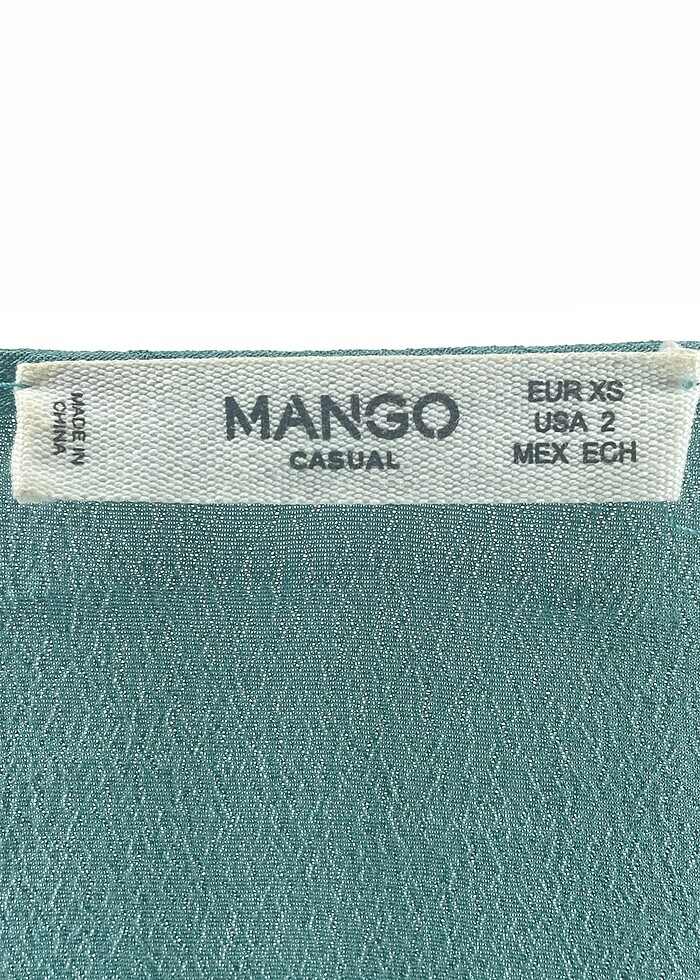 MADE IN
CHINA
MANGO
CASUAL
EUR XS
USA 2
MEX ECH